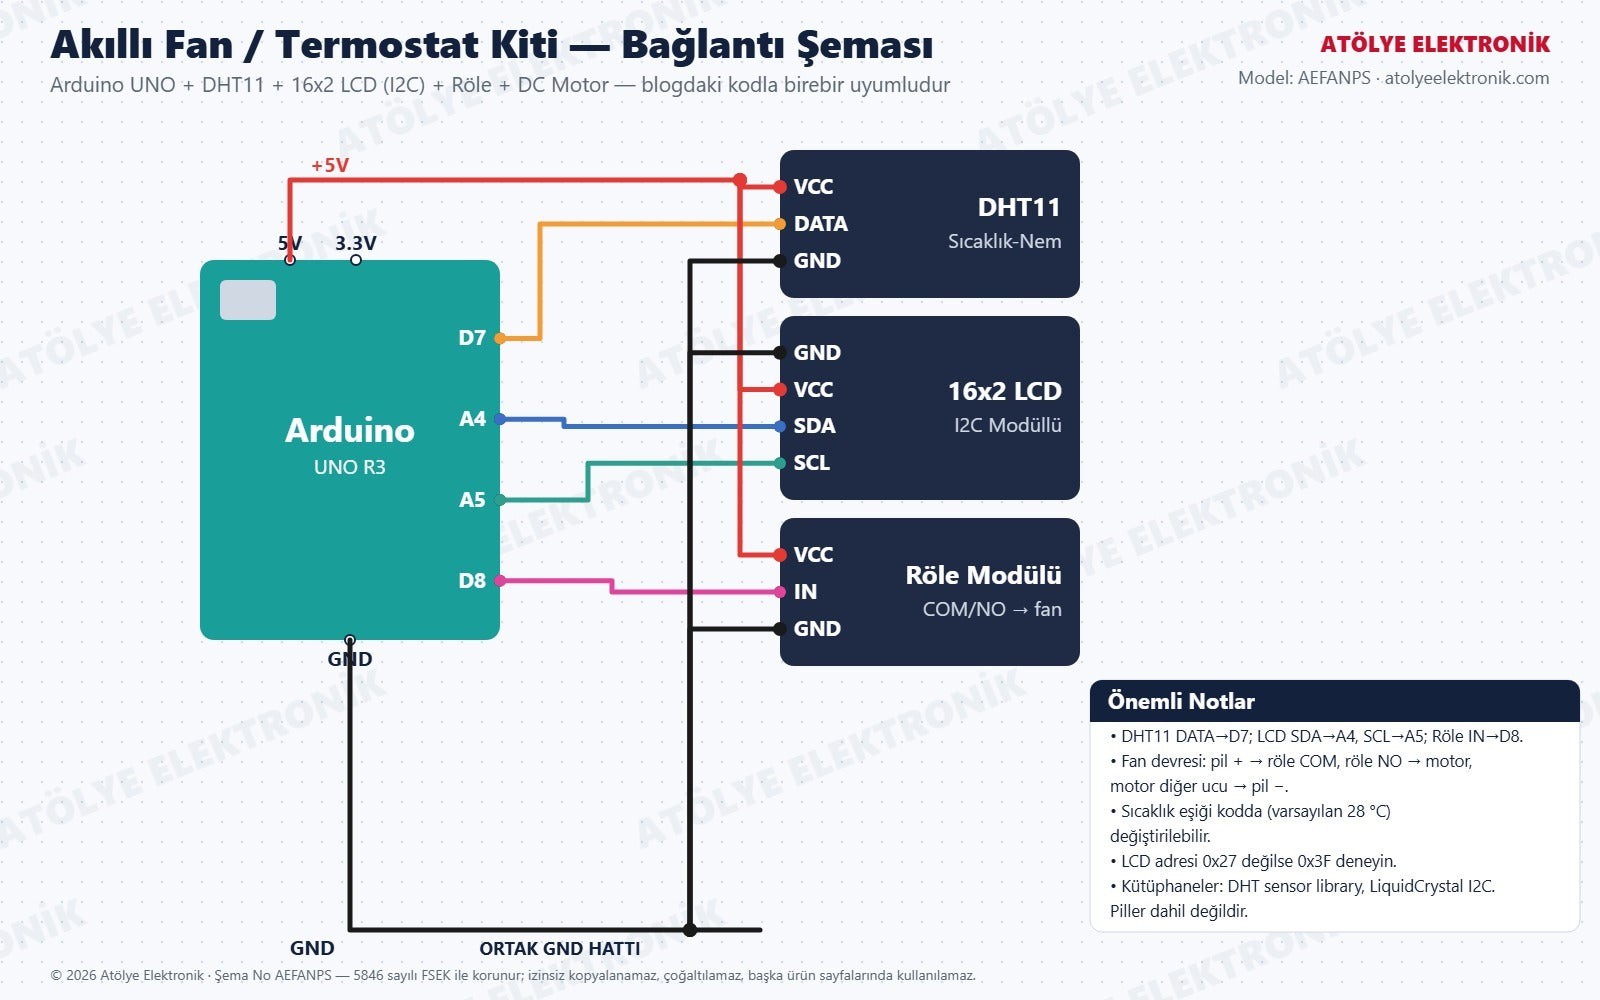 Akıllı Fan / Termostat Kiti — Bağlantı Şeması
Arduino UNO + DHT11 + 16x2 LCD (I2C) + Röle + DC Motor — blogdaki kodla birebir uyumludur
ATÖLYE ELEKTRONİK
Model: AEFANPS · atolyeelektronik.com
+5V
5V
3.3V
Arduino
UNO R3
D7
A4
A5
D8
GND
VCC
DATA
GND
DHT11
Sıcaklık-Nem
GND
VCC
SDA
SCL
16x2 LCD
I2C Modüllü
VCC
IN
GND
Röle Modülü
COM/NO → fan
Önemli Notlar
• DHT11 DATA→D7; LCD SDA→A4, SCL→A5; Röle IN→D8.
• Fan devresi: pil + → röle COM, röle NO → motor,
motor diğer ucu → pil −.
• Sıcaklık eşiği kodda (varsayılan 28 °C)
değiştirilebilir.
• LCD adresi 0x27 değilse 0x3F deneyin.
• Kütüphaneler: DHT sensor library, LiquidCrystal I2C.
Piller dahil değildir.
GND
ORTAK GND HATTI
© 2026 Atölye Elektronik · Şema No AEFANPS — 5846 sayılı FSEK ile korunur; izinsiz kopyalanamaz, çoğaltılamaz, başka ürün sayfalarında kullanılamaz.